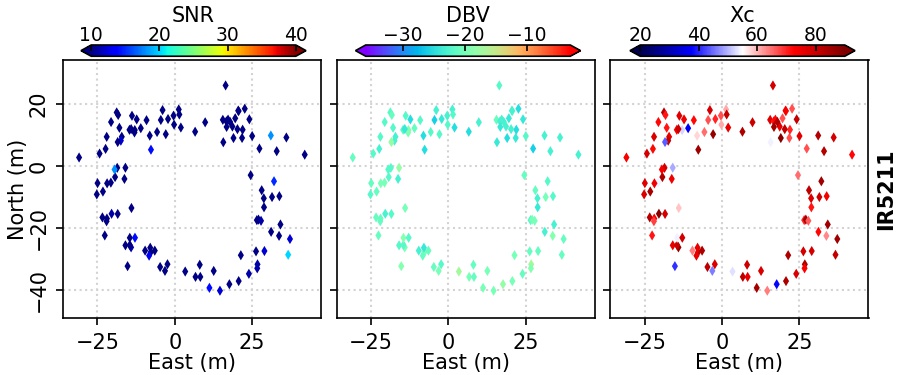 SNR DBV Xc
10 20 30 40 −30 −20 −10 20 40 60 80
20
0
−20
−40
North (m)
IR5211
−25 0 25 −25 0 25 −25 0 25
East (m) East (m) East (m)